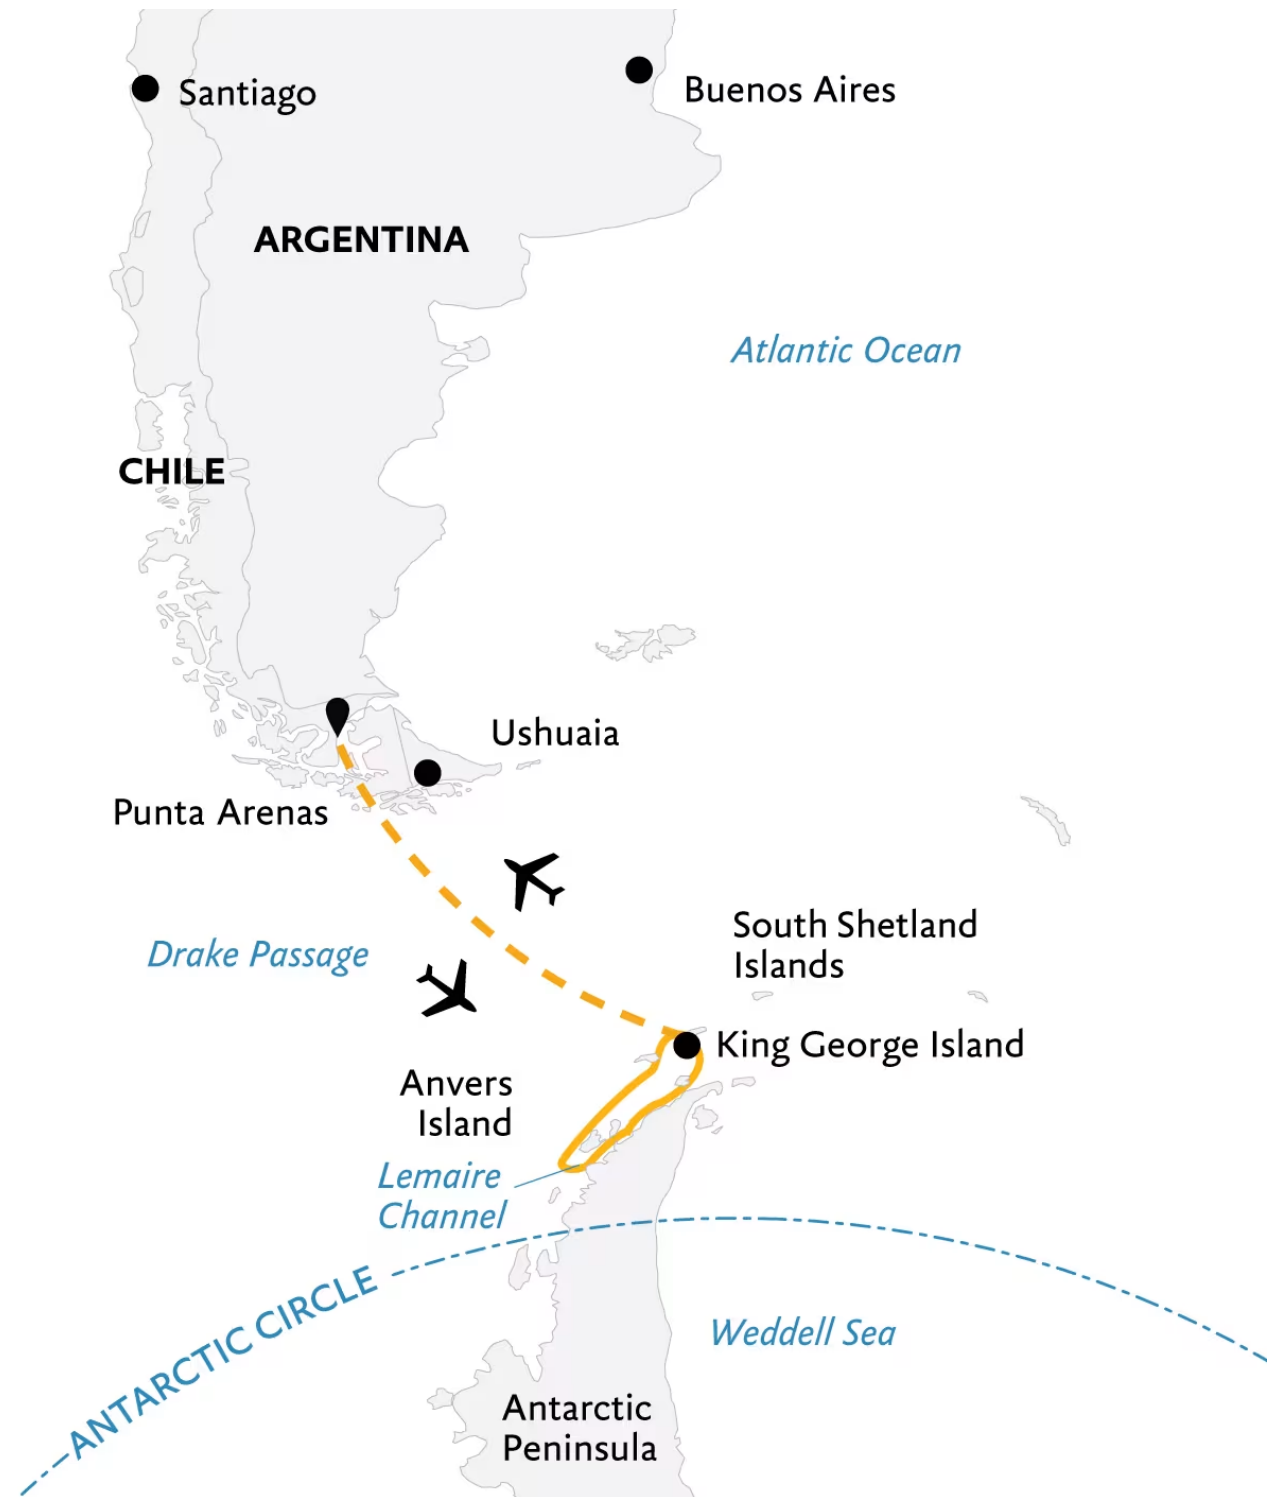 Santiago
Buenos Aires
ARGENTINA
Atlantic Ocean
CHILE
Ushuaia
Punta Arenas
South Shetland
Islands
Drake Passage
King George Island
Anvers
Island
Lemaire
Channel
ANTARCTIC CIRCLE
Weddell Sea
Antarctic
Peninsula